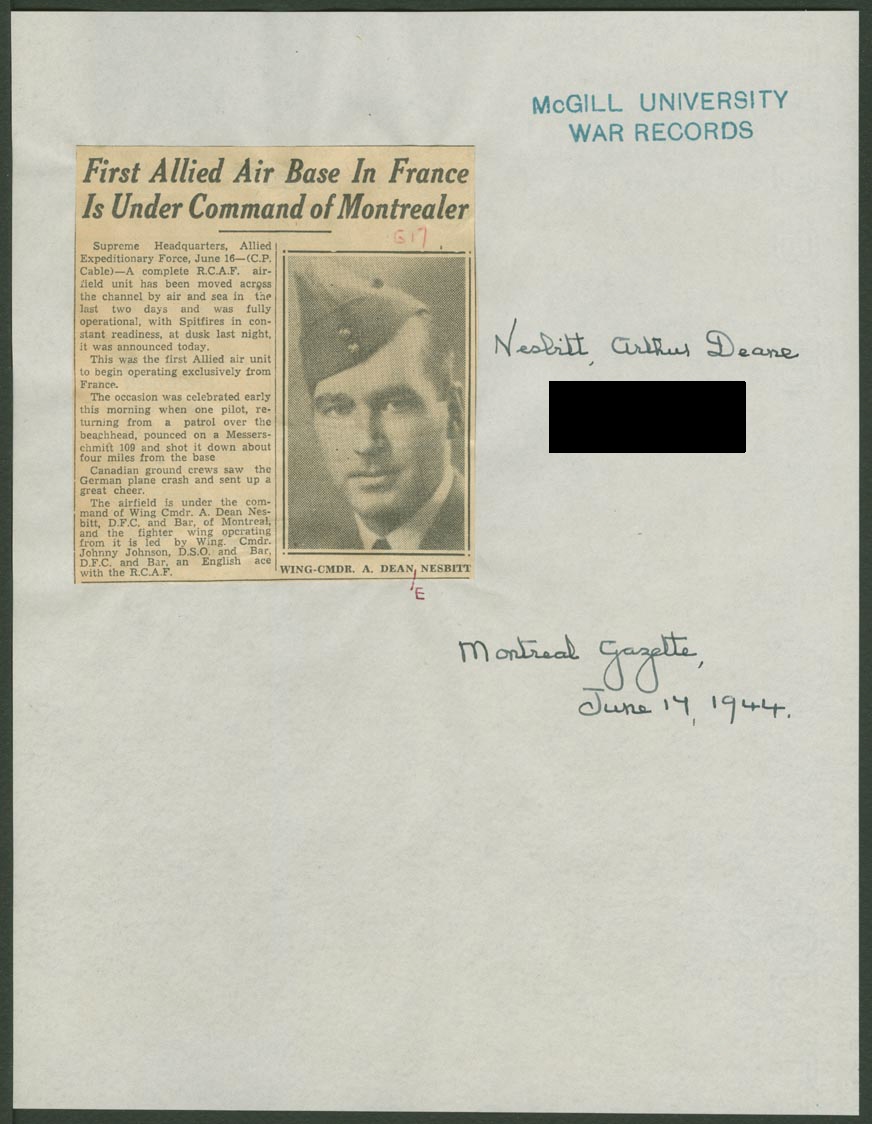 McGILL UNIVERSITY
WAR RECORDS
First Allied Air Base In France
Is Under Command of Montrealer
G17
Supreme Headquarters, Allied
Expeditionary Force, June 16—(C.P.
Cable)—A complete R.C.A.F. air-
field unit has been moved across
the channel by air and sea in the
last two days and was fully
operational, with Spitfires in con-
stant readiness, at dusk last night,
it was announced today.
This was the first Allied air unit
to begin operating exclusively from
France.
The occasion was celebrated early
this morning when one pilot, re-
turning from a patrol over the
beachhead, pounced on a Messers-
chmitt 109 and shot it down about
four miles from the base
Canadian ground crews saw the
German plane crash and sent up a
great cheer.
The airfield is under the com-
mand of Wing Cmdr. A. Dean Nes-
bitt, D.F.C. and Bar, of Montreal,
and the fighter wing operating
from it is led by Wing. Cmdr.
Johnny Johnson, D.S.O. and Bar,
D.F.C. and Bar, an English ace
with the R.C.A.F.
WING-CMDR. A. DEAN NESBITT
/E
Nesbitt, Arthur Deane
Montreal Gazette,
June 17, 1944.